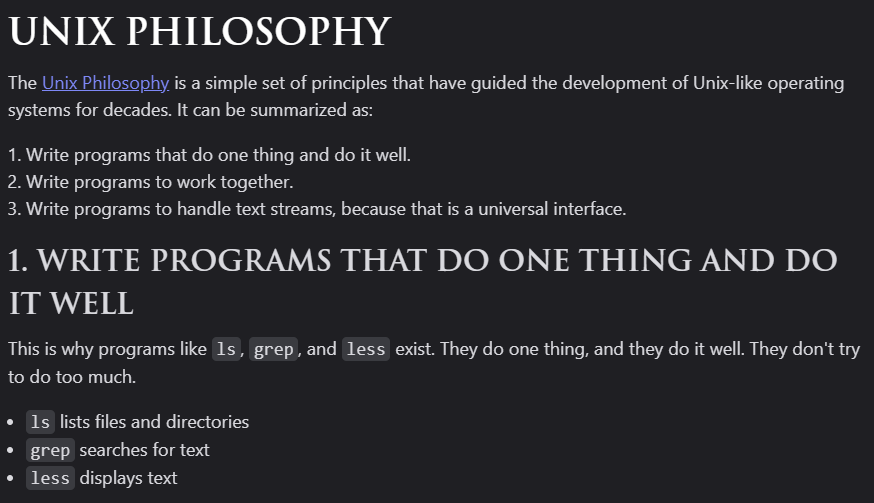 UNIX PHILOSOPHY
The Unix Philosophy is a simple set of principles that have guided the development of Unix-like operating
systems for decades. It can be summarized as:
1. Write programs that do one thing and do it well.
2. Write programs to work together.
3. Write programs to handle text streams, because that is a universal interface.
1. WRITE PROGRAMS THAT DO ONE THING AND DO
IT WELL
This is why programs like ls, grep, and less exist. They do one thing, and they do it well. They don't try
to do too much.
• ls lists files and directories
• grep searches for text
• less displays text